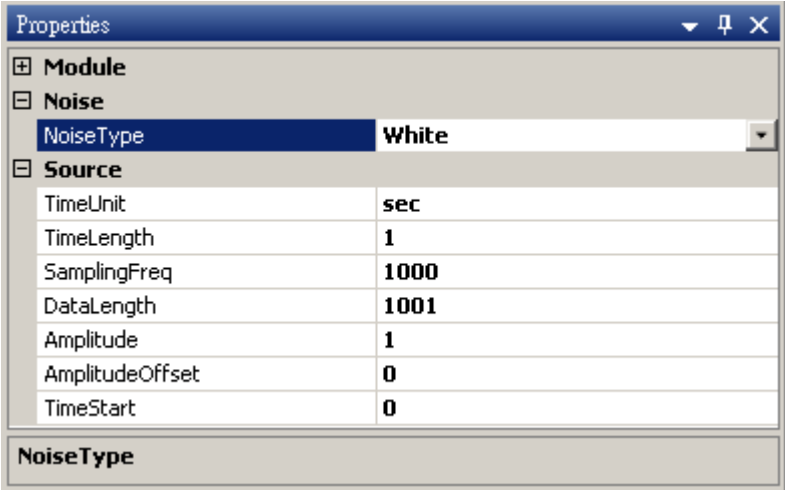 Properties
Module
Noise
NoiseType White
Source
TimeUnit sec
TimeLength 1
SamplingFreq 1000
DataLength 1001
Amplitude 1
AmplitudeOffset 0
TimeStart 0
NoiseType